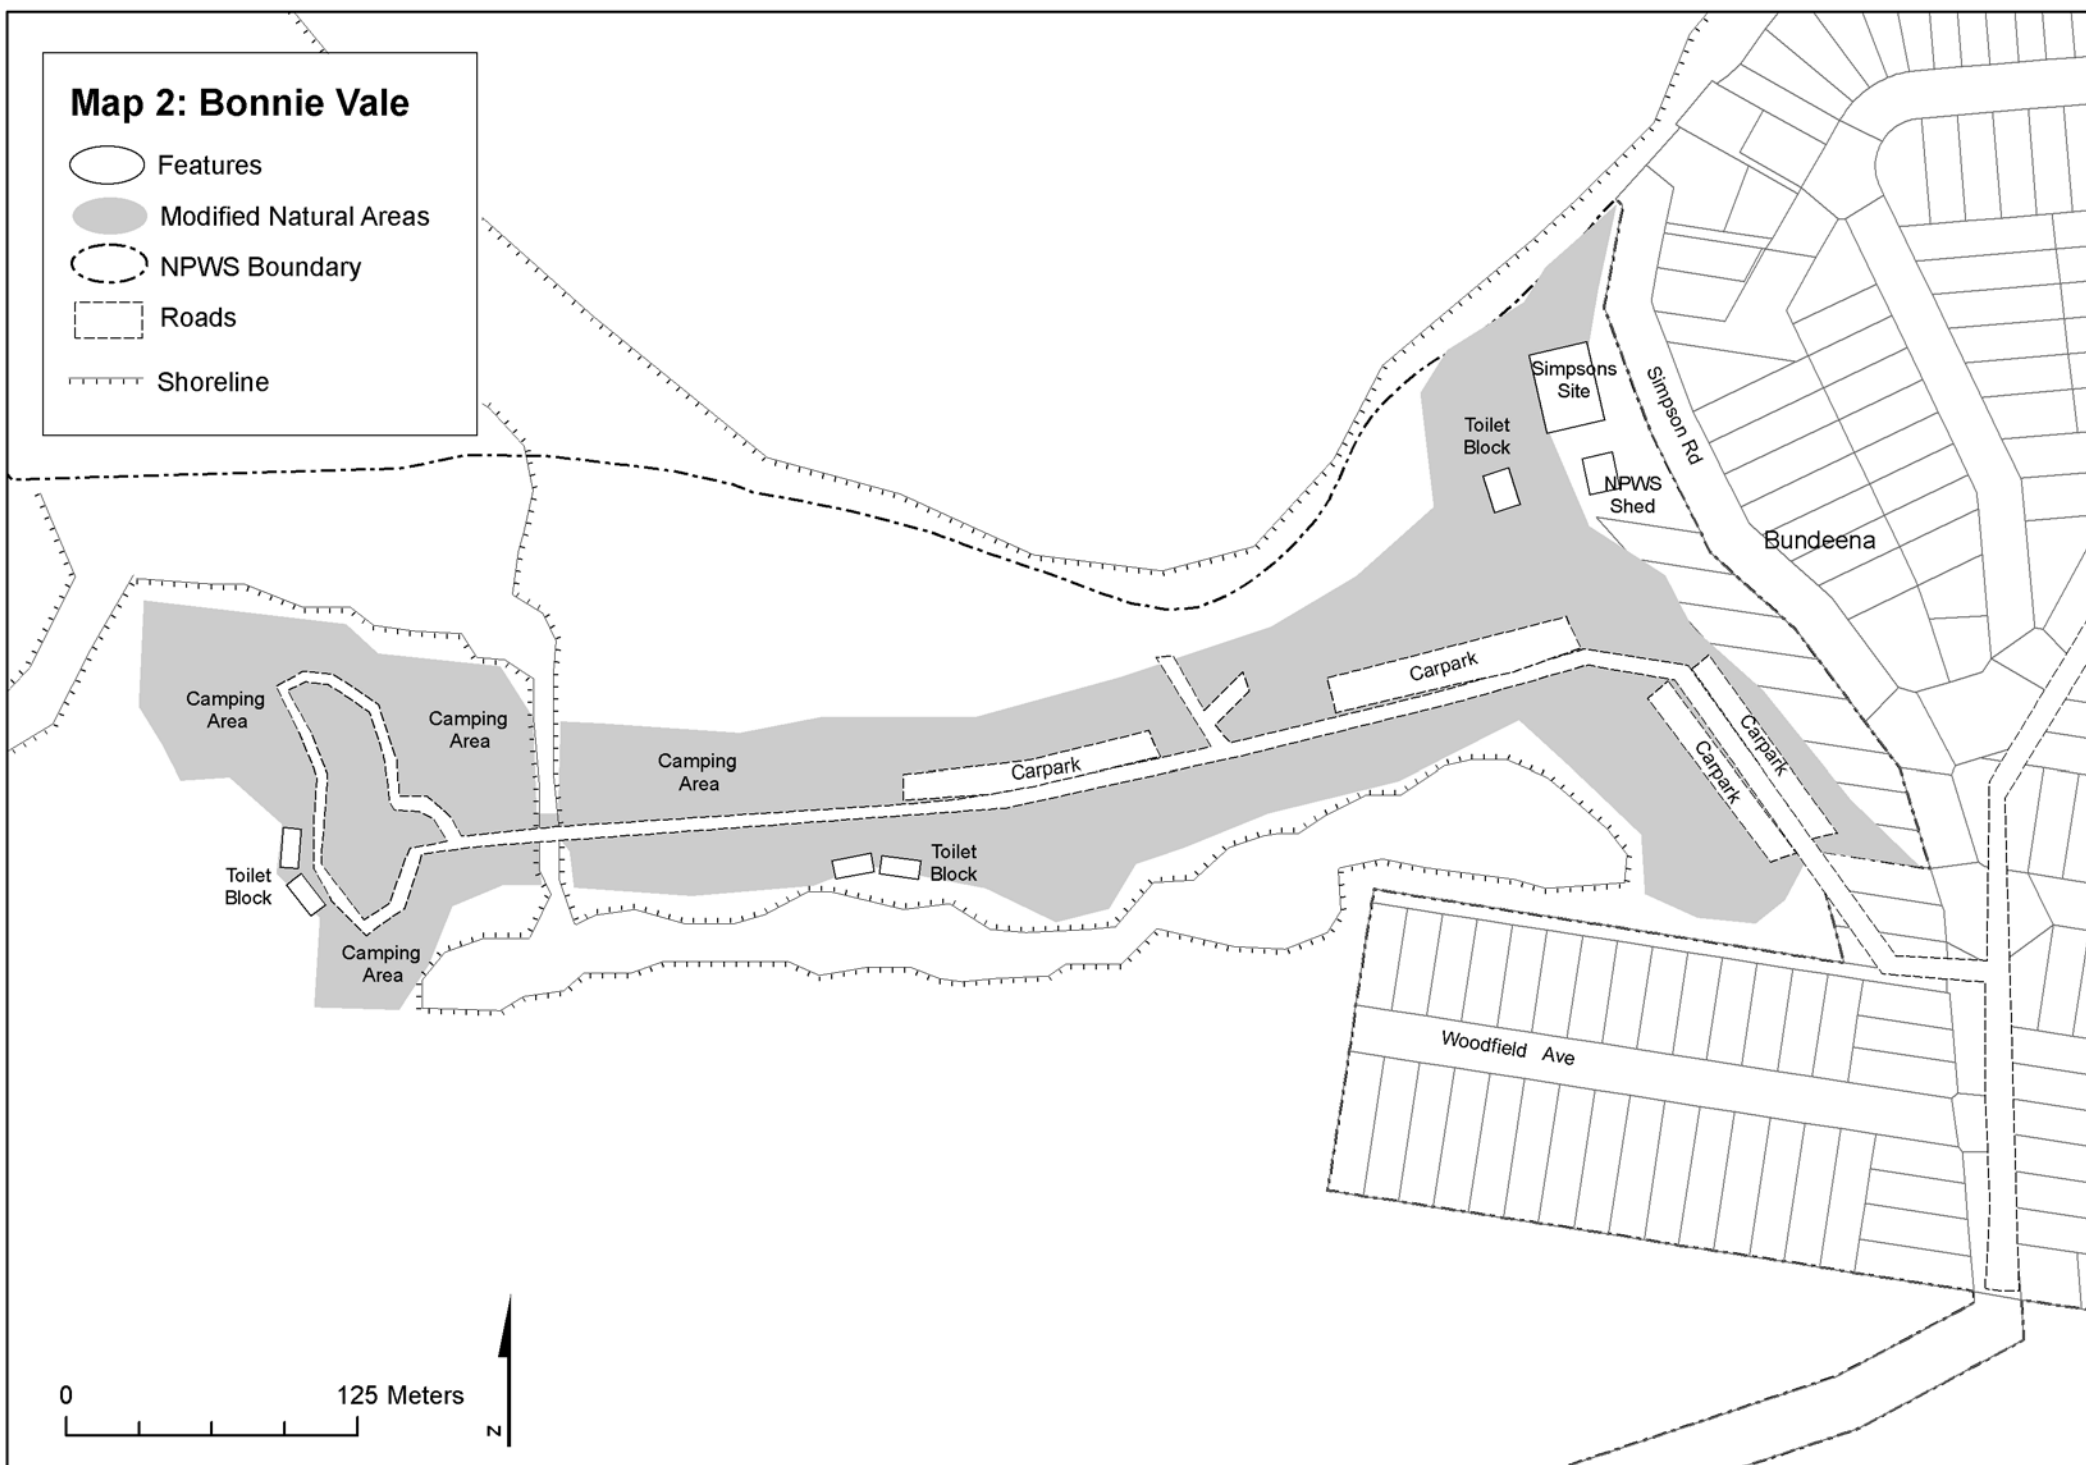 Map 2: Bonnie Vale
Features
Modified Natural Areas
NPWS Boundary
Roads
Shoreline
Simpsons
Site
Simpson Rd
Toilet
Block
NPWS
Shed
Bundeena
Carpark
Camping
Area
Camping
Area
Camping
Area
Carpark
Carpark
Carpark
Toilet
Block
Toilet
Block
Camping
Area
Woodfield Ave
0
125 Meters
N